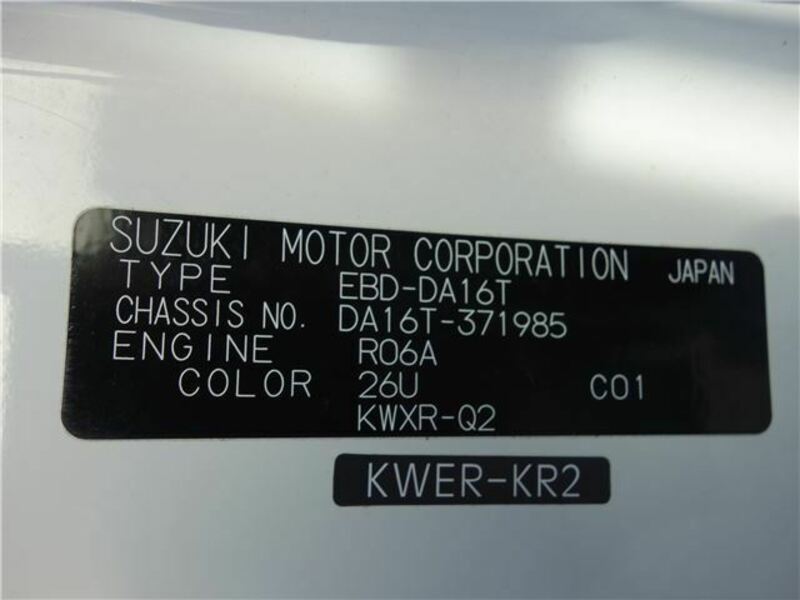 SUZUKI MOTOR CORPORATION JAPAN
TYPE EBD-DA16T
CHASSIS NO. DA16T-371985
ENGINE R06A
COLOR 26U C01
KWXR-Q2
KWER-KR2